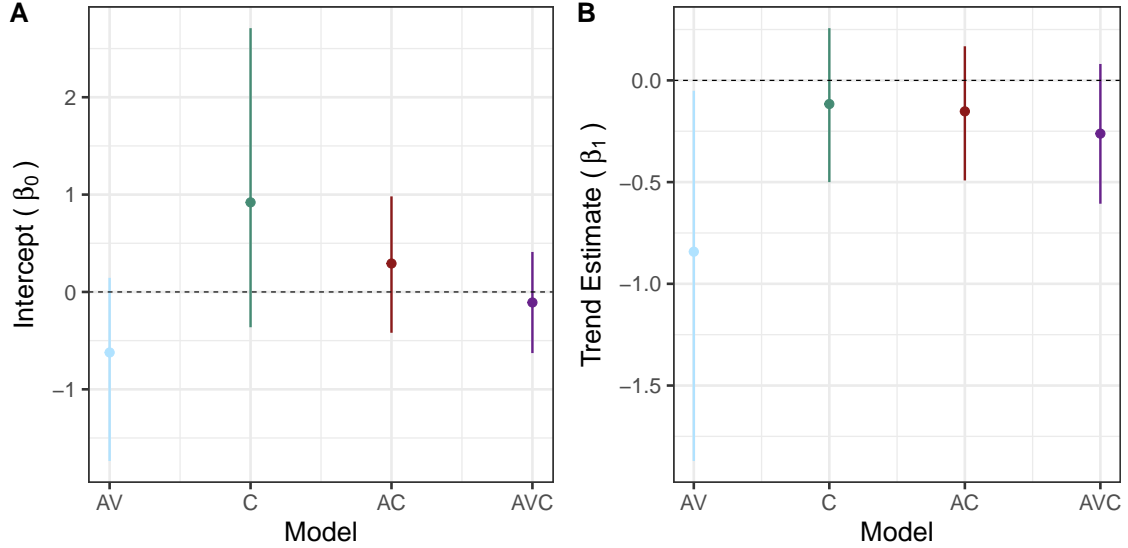 A
Intercept ( β₀ )
2
1
0
−1
AV C AC AVC
Model
B
Trend Estimate ( β₁ )
0.0
−0.5
−1.0
−1.5
AV C AC AVC
Model